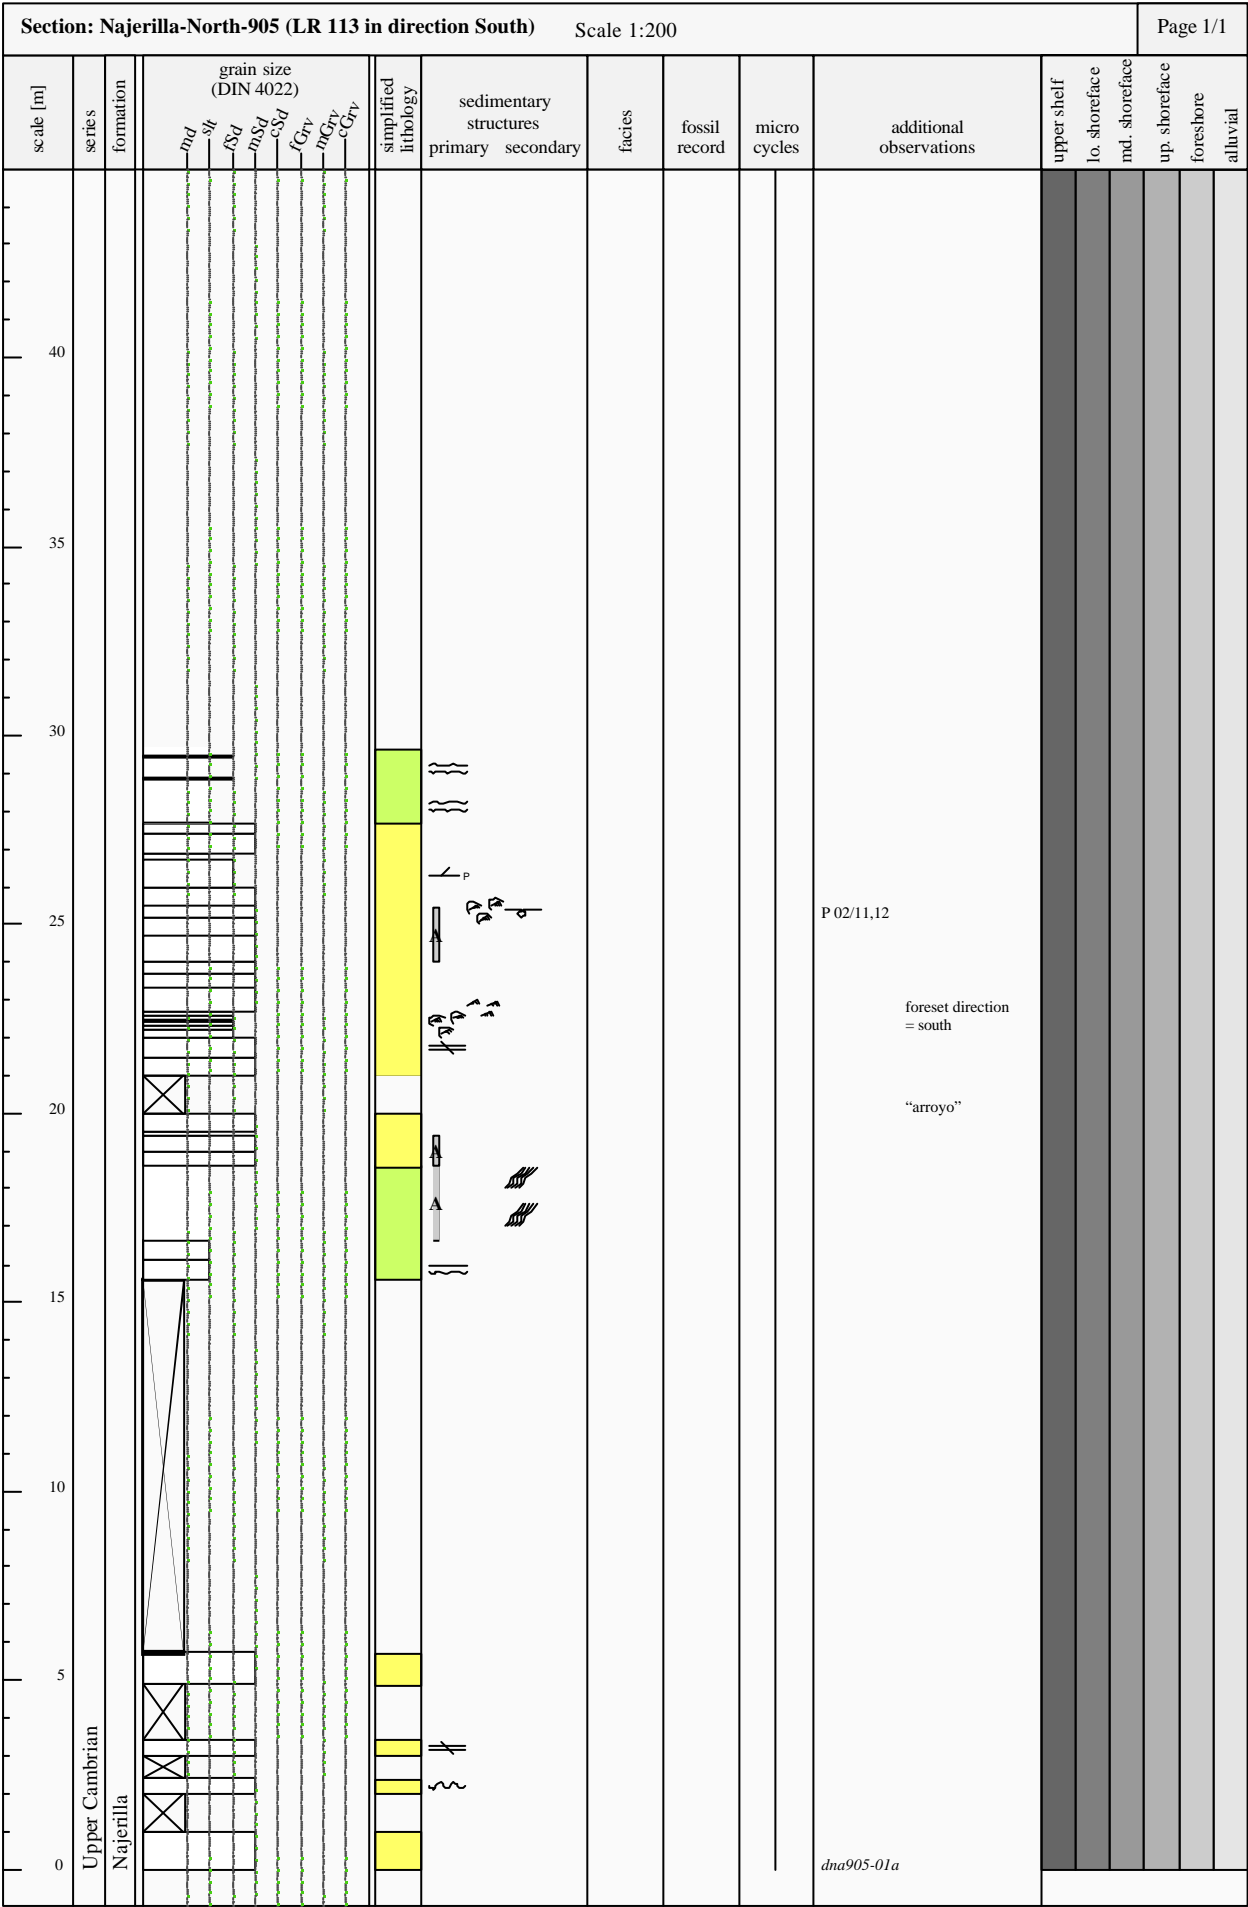 Section: Najerilla-North-905 (LR 113 in direction South) Scale 1:200 Page 1/1
scale [m]
series
formation
grain size
(DIN 4022)
md
slt
fSd
mSd
cSd
fGrv
mGrv
cGrv
simplified
lithology
sedimentary
structures
primary secondary
facies
fossil
record
micro
cycles
additional
observations
upper shelf
lo. shoreface
md. shoreface
up. shoreface
foreshore
alluvial
40
35
30
P
25
A
P 02/11,12
foreset direction
= south
20
"arroyo"
A
A
15
10
5
0
Upper Cambrian
Najerilla
dna905-01a